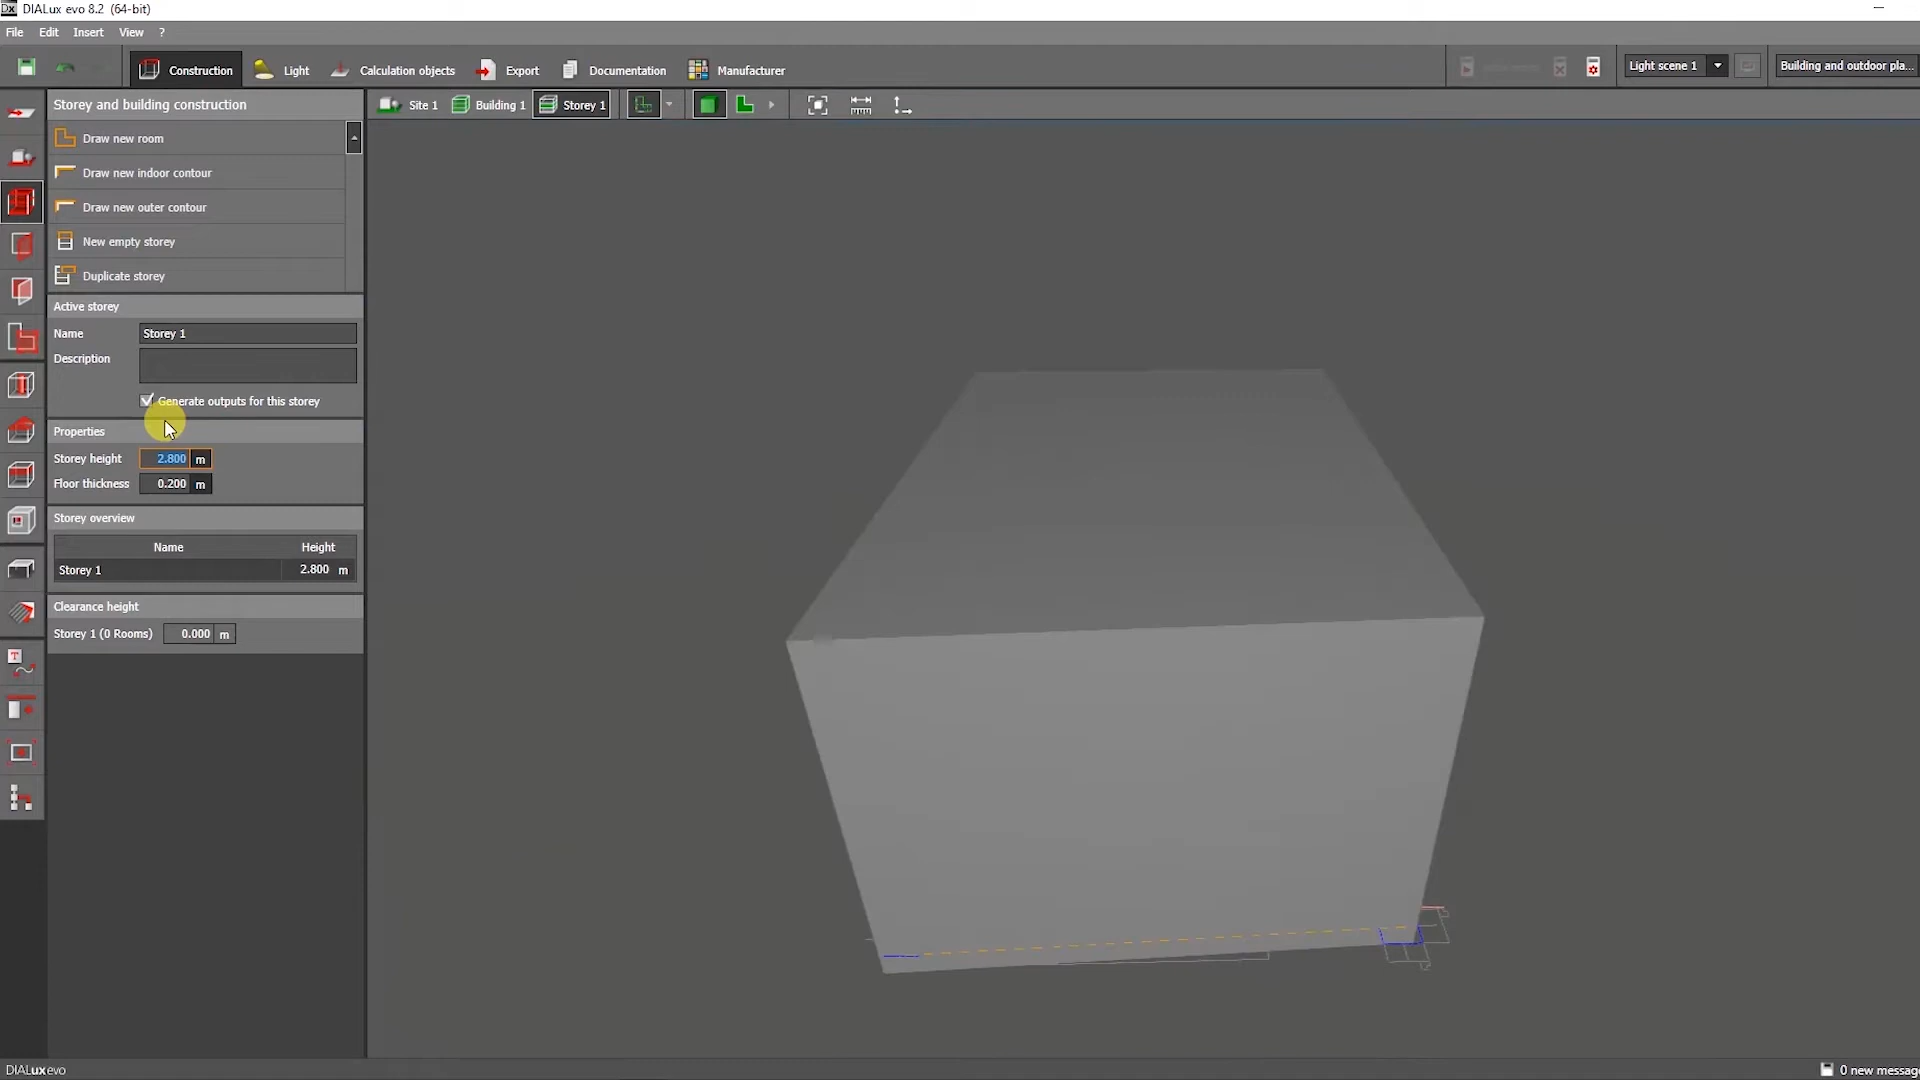 Dx DIALux evo 8.2 (64-bit)
File Edit Insert View ?
Construction Light Calculation objects Export Documentation Manufacturer
Light scene 1 Building and outdoor pla...
Storey and building construction
Site 1 Building 1 Storey 1
Draw new room
Draw new indoor contour
Draw new outer contour
New empty storey
Duplicate storey
Active storey
Name Storey 1
Description
Generate outputs for this storey
Properties
Storey height 2.800 m
Floor thickness 0.200 m
Storey overview
Name Height
Storey 1 2.800 m
Clearance height
Storey 1 (0 Rooms) 0.000 m
T
DIALux evo
0 new messag